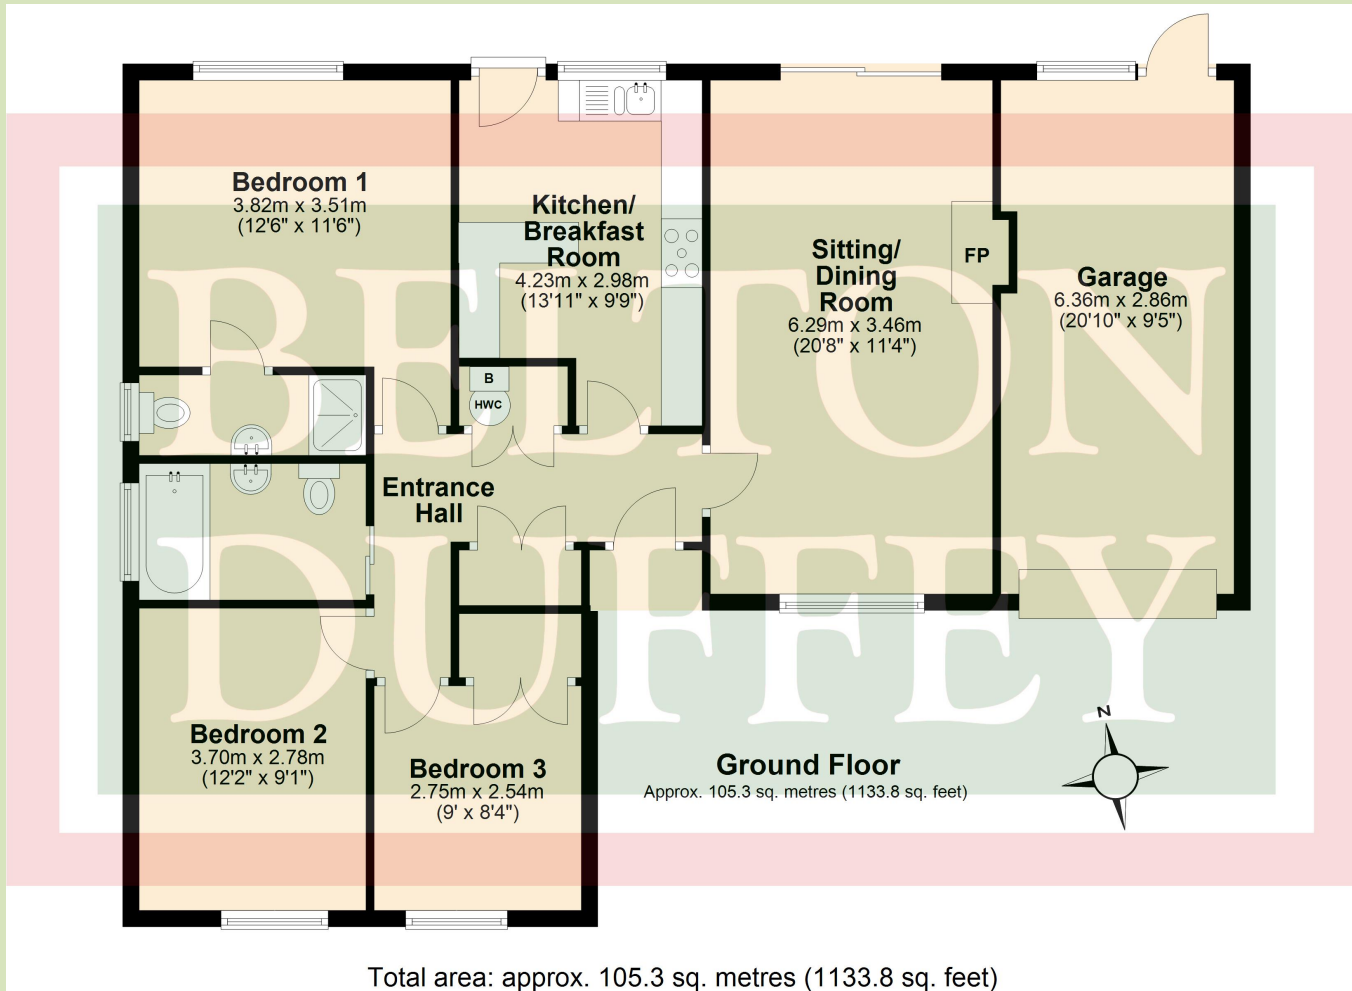 Bedroom 1
3.82m x 3.51m
(12'6" x 11'6")
Kitchen/
Breakfast
Room
4.23m x 2.98m
(13'11" x 9'9")
Sitting/
Dining
Room
6.29m x 3.46m
(20'8" x 11'4")
FP
Garage
6.36m x 2.86m
(20'10" x 9'5")
B
HWC
BELTON
DUFFEY
Entrance
Hall
Bedroom 2
3.70m x 2.78m
(12'2" x 9'1")
Bedroom 3
2.75m x 2.54m
(9' x 8'4")
N
Ground Floor
Approx. 105.3 sq. metres (1133.8 sq. feet)
Total area: approx. 105.3 sq. metres (1133.8 sq. feet)